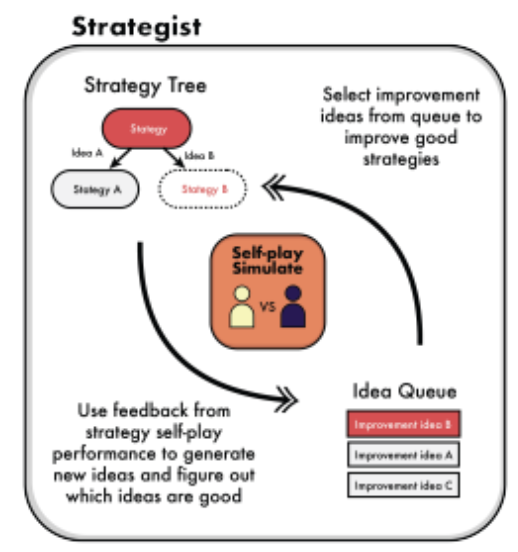 Strategist
Strategy Tree
Stategy
Idea A
Idea B
Stategy A
Stategy B
Select improvement
ideas from queue to
improve good
strategies
Self-play
Simulate
VS
Use feedback from
strategy self-play
performance to generate
new ideas and figure out
which ideas are good
Idea Queue
Improvement idea B
Improvement idea A
Improvement idea C